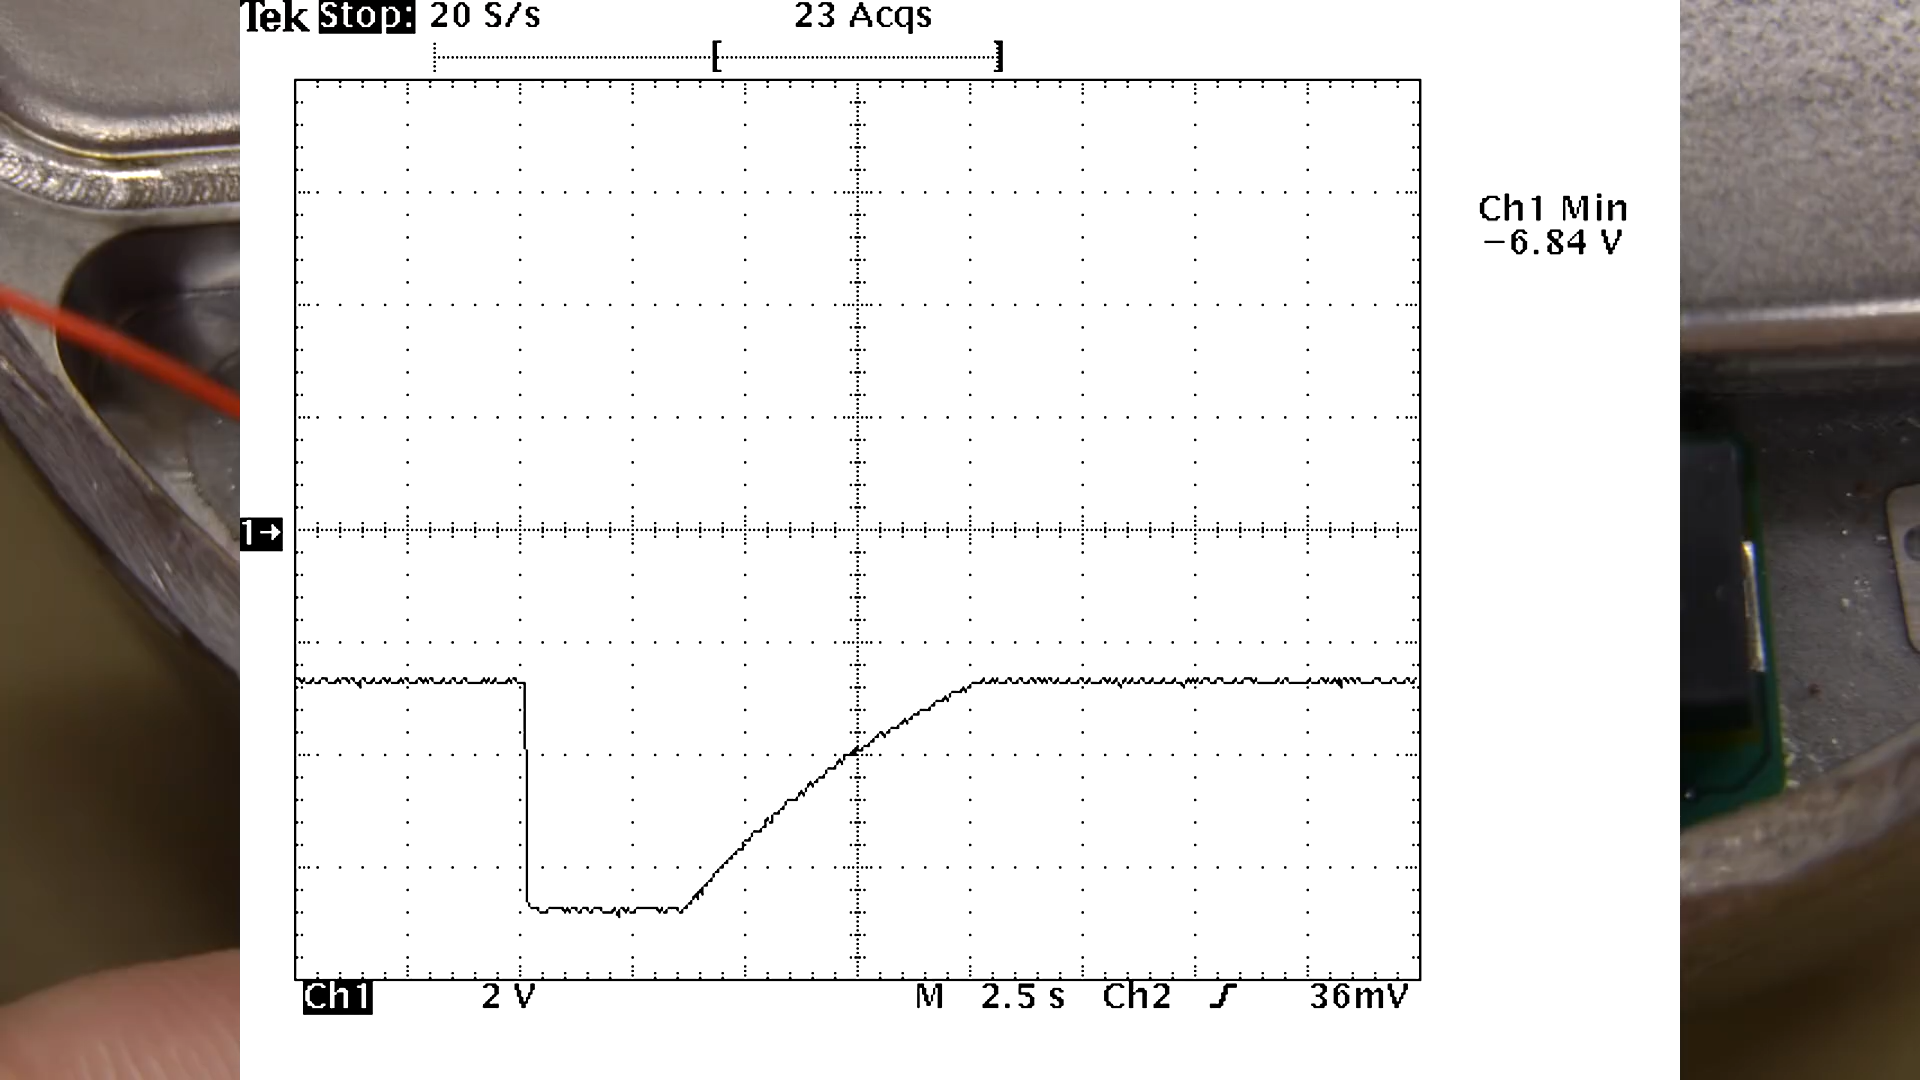 Tek Stop: 20 S/s 23 Acqs
Ch1 Min
−6.84 V
1→
Ch1 2 V M 2.5 s Ch2 36mV